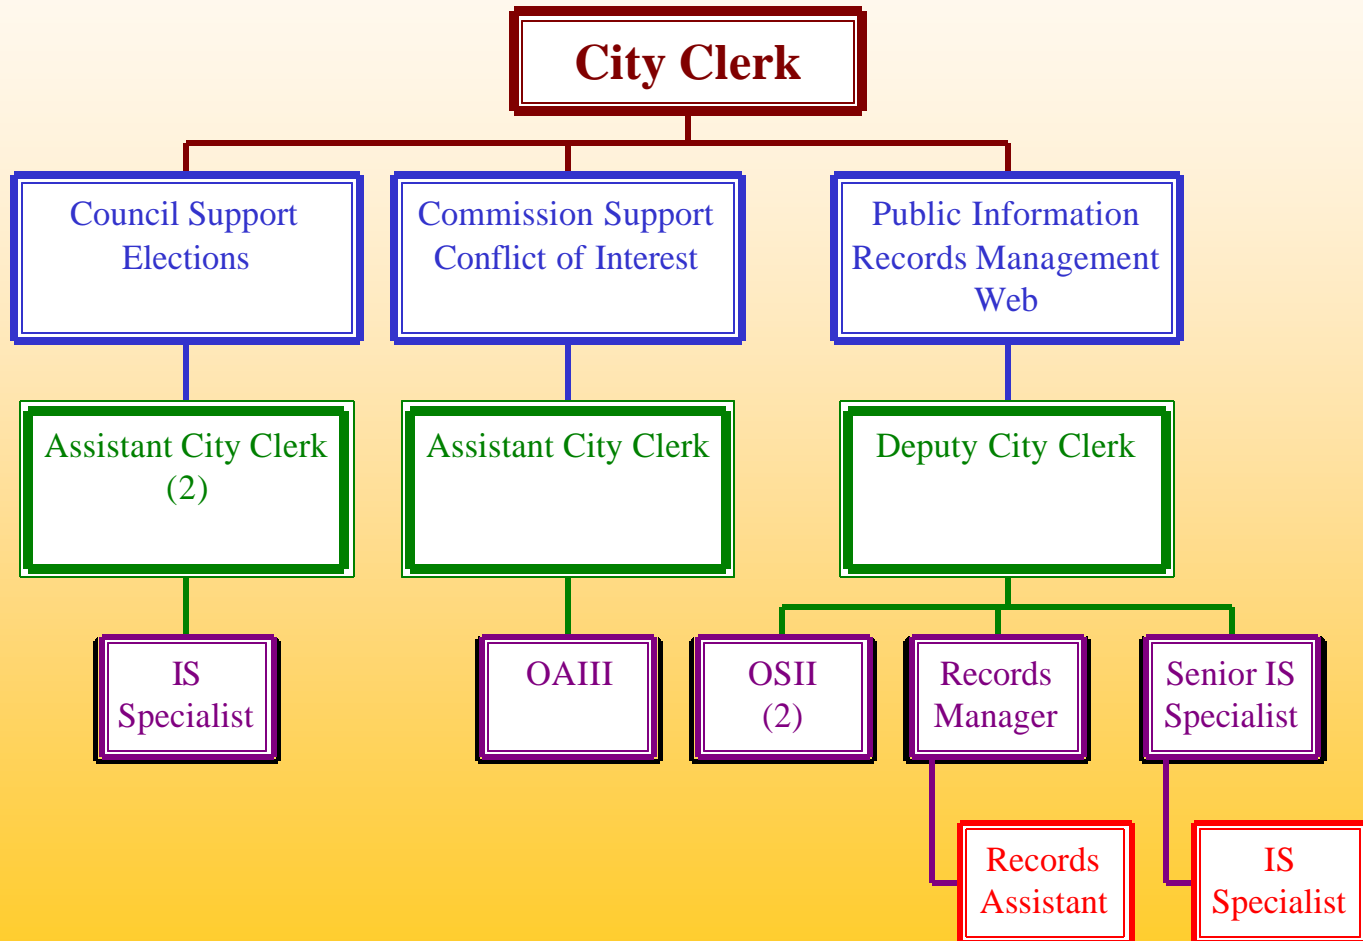 City Clerk
Council Support
Elections
Commission Support
Conflict of Interest
Public Information
Records Management
Web
Assistant City Clerk
(2)
Assistant City Clerk
Deputy City Clerk
IS
Specialist
OAIII
OSII
(2)
Records
Manager
Senior IS
Specialist
Records
Assistant
IS
Specialist